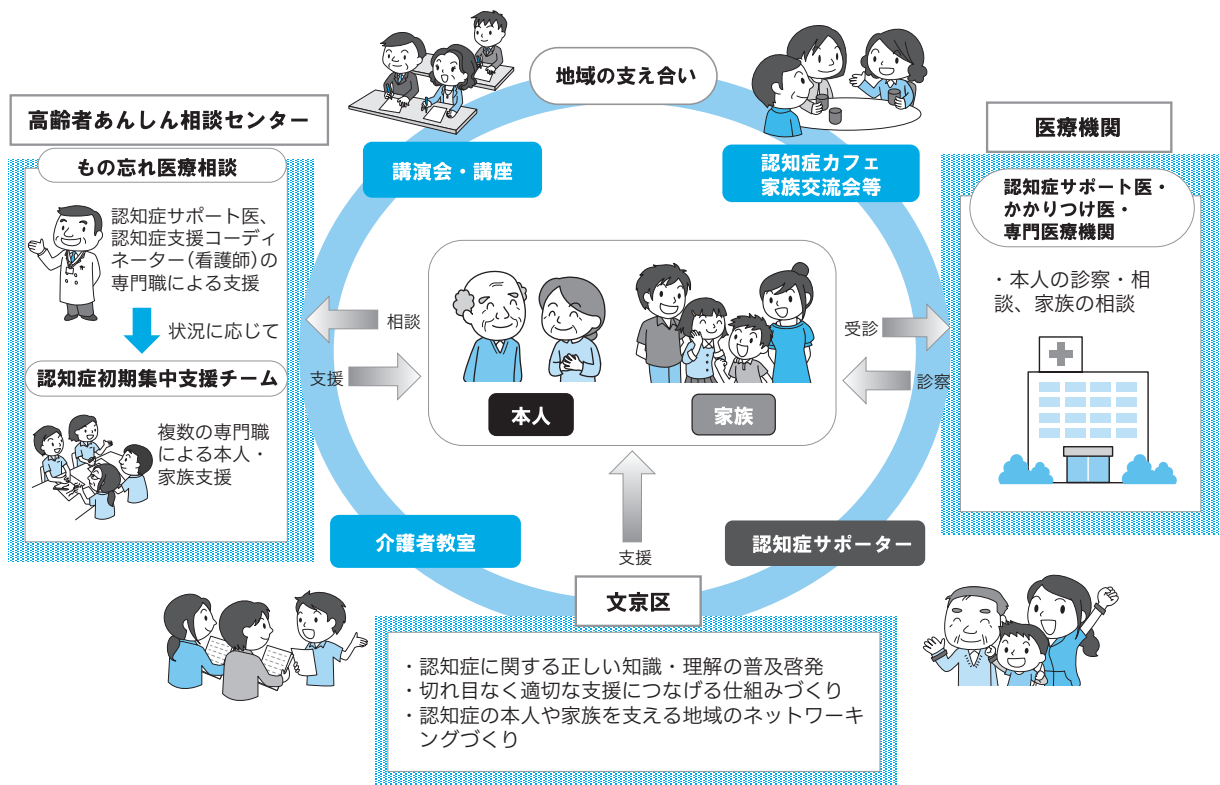 地域の支え合い
講演会・講座
認知症カフェ
家族交流会等
高齢者あんしん相談センター
もの忘れ医療相談
認知症サポート医、
認知症支援コーディ
ネーター(看護師)の
専門職による支援
状況に応じて
認知症初期集中支援チーム
複数の専門職
による本人・
家族支援
相談
支援
本人
家族
受診
診察
医療機関
認知症サポート医・
かかりつけ医・
専門医療機関
・本人の診察・相
談、家族の相談
介護者教室
支援
認知症サポーター
文京区
・認知症に関する正しい知識・理解の普及啓発
・切れ目なく適切な支援につなげる仕組みづくり
・認知症の本人や家族を支える地域のネットワーキ
ングづくり